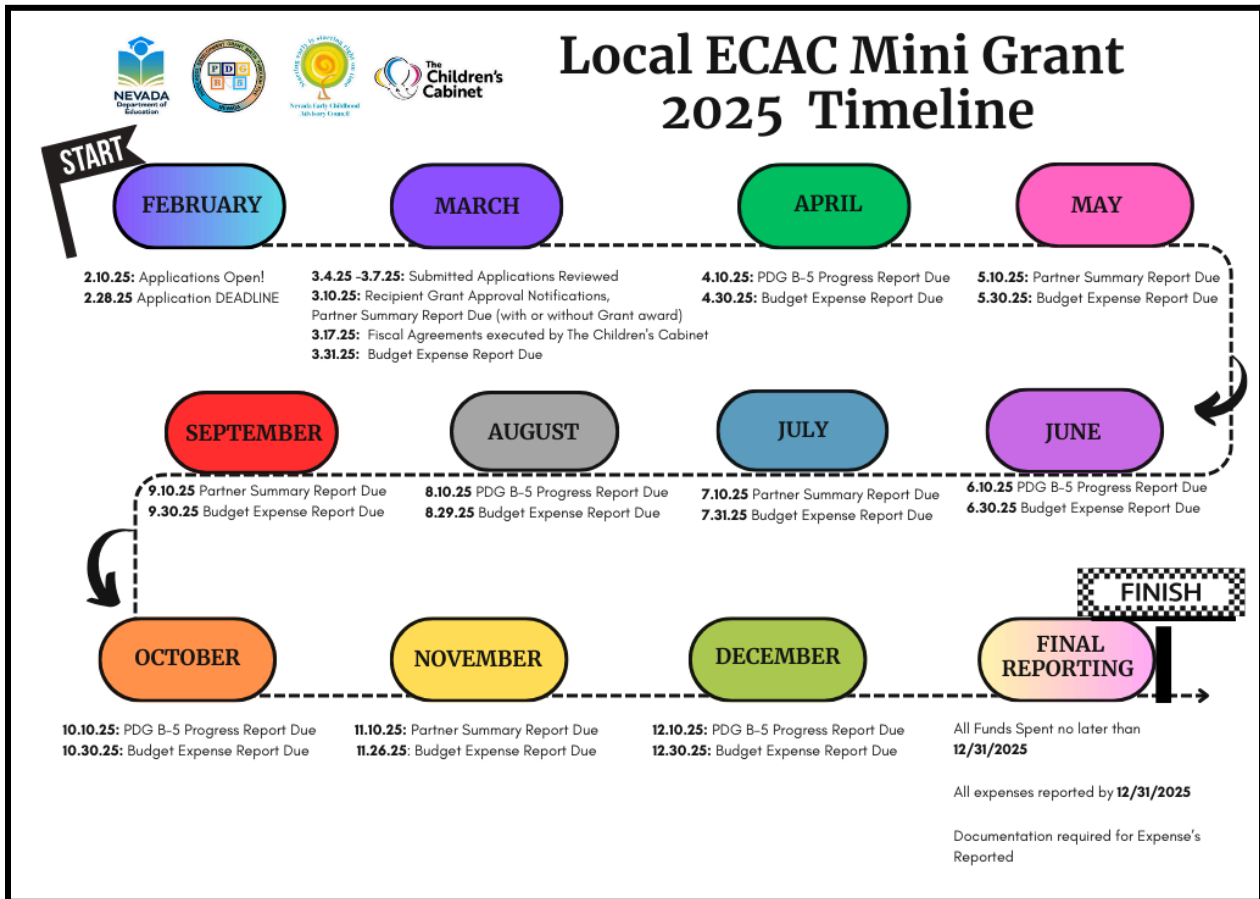 NEVADA
Department of
Education
PDG
B-5
NEVADA
Starting early is starting right on time
Nevada Early Childhood
Advisory Council
The
Children's
Cabinet
Local ECAC Mini Grant
2025 Timeline
START
FEBRUARY
2.10.25: Applications Open!
2.28.25 Application DEADLINE
MARCH
3.4.25 -3.7.25: Submitted Applications Reviewed
3.10.25: Recipient Grant Approval Notifications,
Partner Summary Report Due (with or without Grant award)
3.17.25: Fiscal Agreements executed by The Children's Cabinet
3.31.25: Budget Expense Report Due
APRIL
4.10.25: PDG B-5 Progress Report Due
4.30.25: Budget Expense Report Due
MAY
5.10.25: Partner Summary Report Due
5.30.25: Budget Expense Report Due
JUNE
6.10.25 PDG B-5 Progress Report Due
6.30.25 Budget Expense Report Due
JULY
7.10.25 Partner Summary Report Due
7.31.25 Budget Expense Report Due
AUGUST
8.10.25 PDG B-5 Progress Report Due
8.29.25 Budget Expense Report Due
SEPTEMBER
9.10.25 Partner Summary Report Due
9.30.25 Budget Expense Report Due
OCTOBER
10.10.25: PDG B-5 Progress Report Due
10.30.25: Budget Expense Report Due
NOVEMBER
11.10.25: Partner Summary Report Due
11.26.25: Budget Expense Report Due
DECEMBER
12.10.25: PDG B-5 Progress Report Due
12.30.25: Budget Expense Report Due
FINISH
FINAL
REPORTING
All Funds Spent no later than
12/31/2025
All expenses reported by 12/31/2025
Documentation required for Expense's
Reported